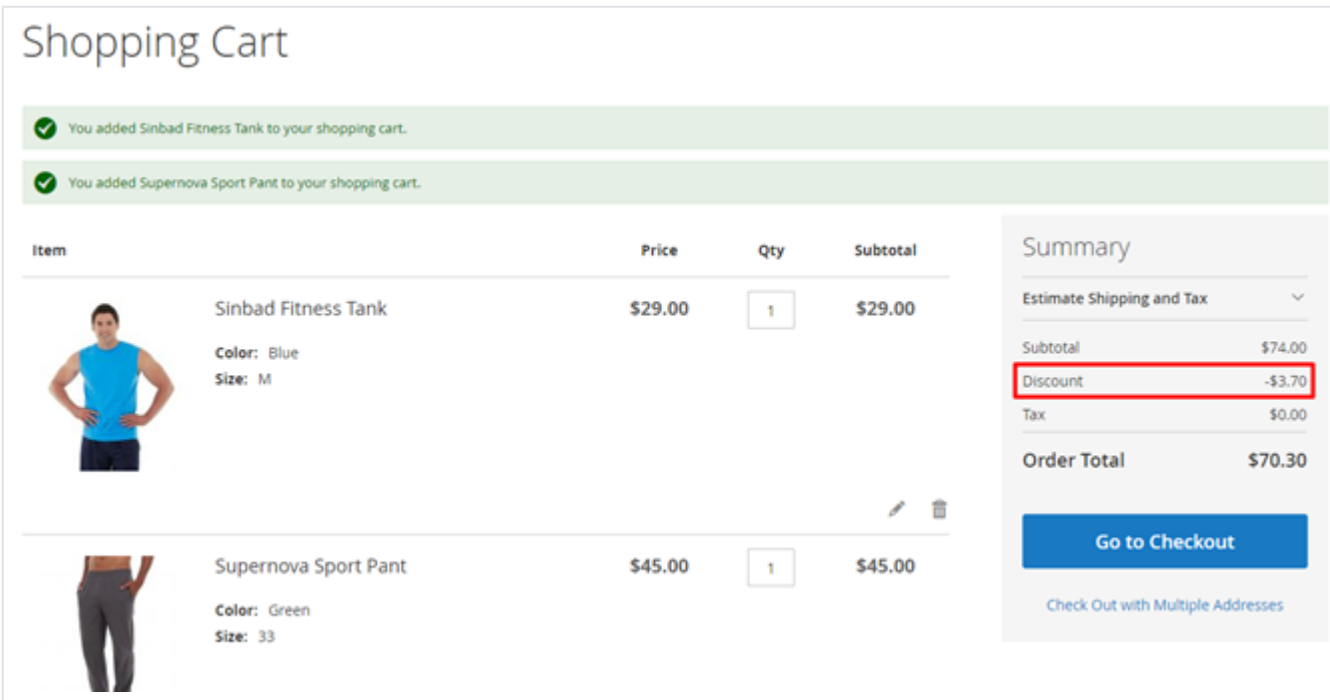 Shopping Cart
You added Sinbad Fitness Tank to your shopping cart.
You added Supernova Sport Pant to your shopping cart.
Item Price Qty Subtotal
Sinbad Fitness Tank $29.00 1 $29.00
Color: Blue
Size: M
Supernova Sport Pant $45.00 1 $45.00
Color: Green
Size: 33
Summary
Estimate Shipping and Tax
Subtotal $74.00
Discount -$3.70
Tax $0.00
Order Total $70.30
Go to Checkout
Check Out with Multiple Addresses